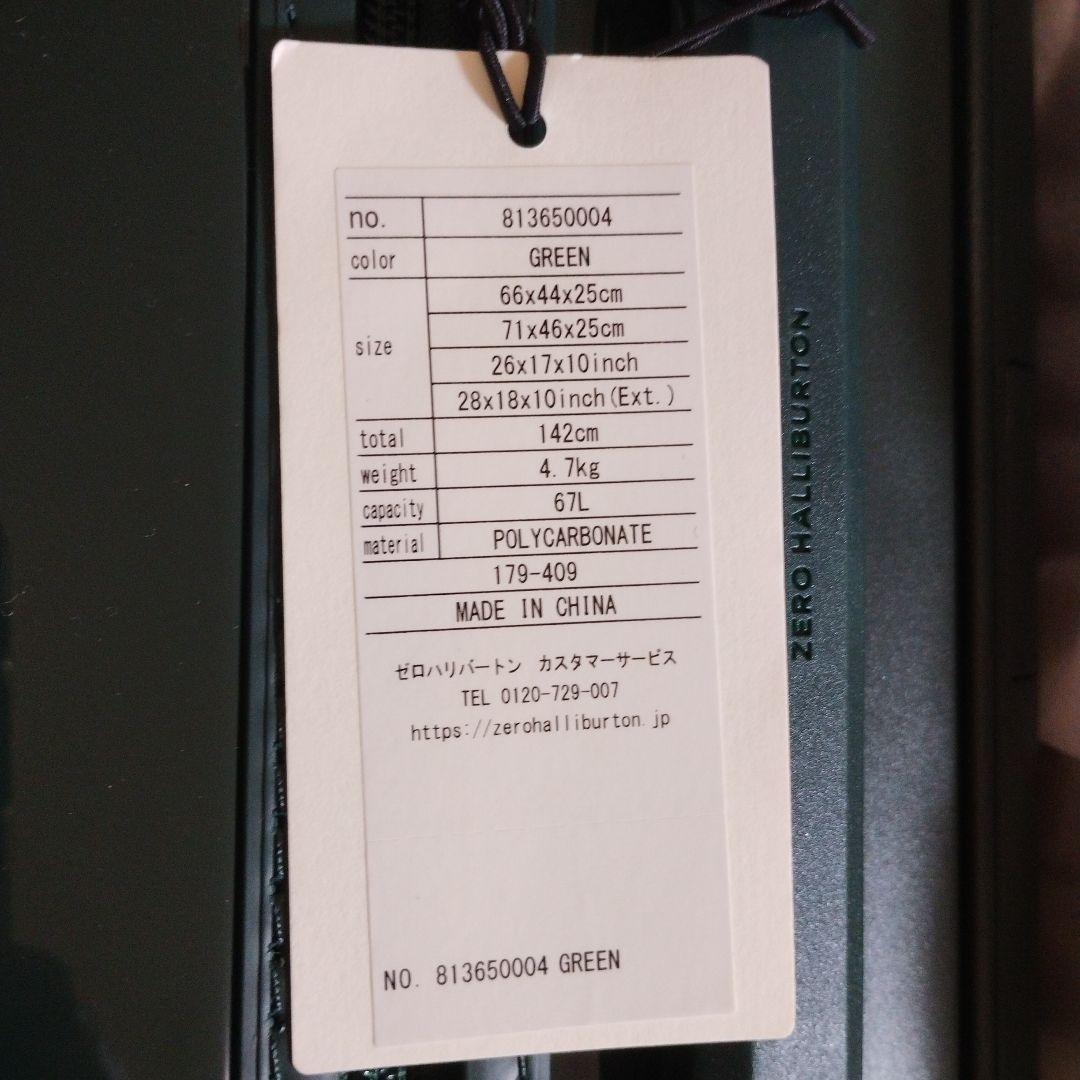 no. 813650004
color GREEN
size 66x44x25cm
71x46x25cm
26x17x10inch
28x18x10inch(Ext.)
total 142cm
weight 4.7kg
capacity 67L
material POLYCARBONATE
179-409
MADE IN CHINA
ゼロハリバートン カスタマーサービス
TEL 0120-729-007
https://zerohalliburton.jp
NO. 813650004 GREEN
ZERO HALLIBURTON